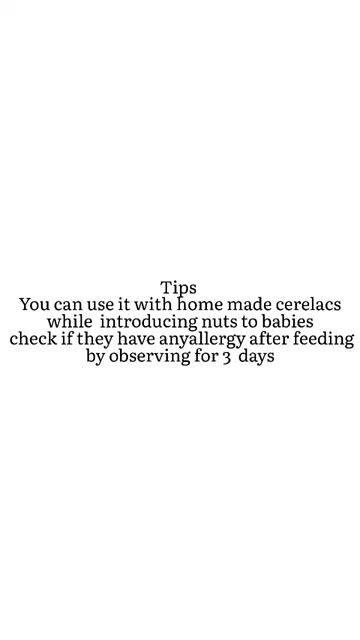 Tips
You can use it with home made cerelacs
while introducing nuts to babies
check if they have anyallergy after feeding
by observing for 3 days